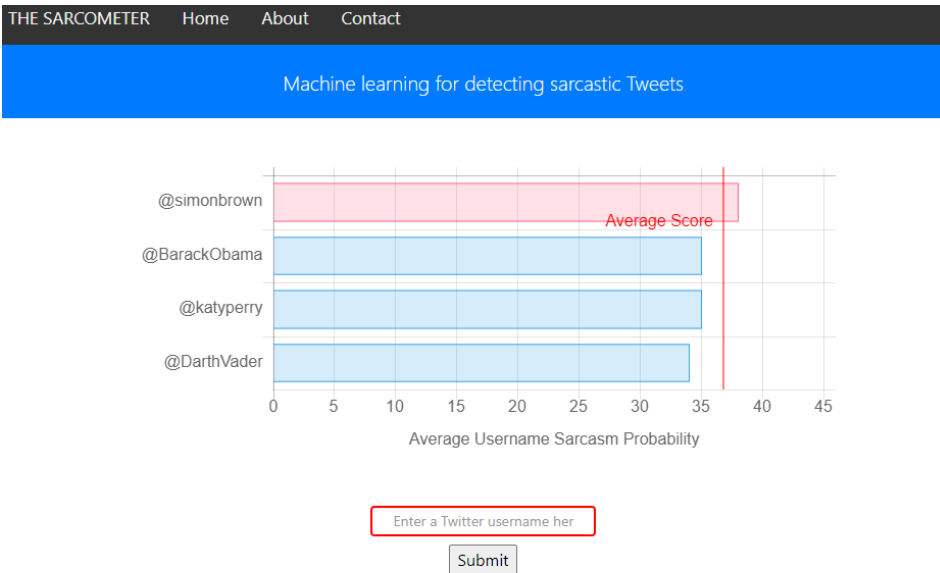 THE SARCOMETER Home About Contact
Machine learning for detecting sarcastic Tweets
@simonbrown
Average Score
@BarackObama
@katyperry
@DarthVader
0 5 10 15 20 25 30 35 40 45
Average Username Sarcasm Probability
Enter a Twitter username her
Submit